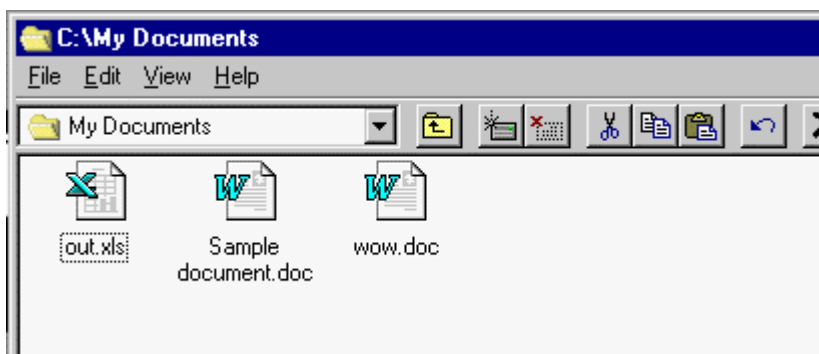 C:\My Documents
File Edit View Help
My Documents
out.xls Sample document.doc wow.doc